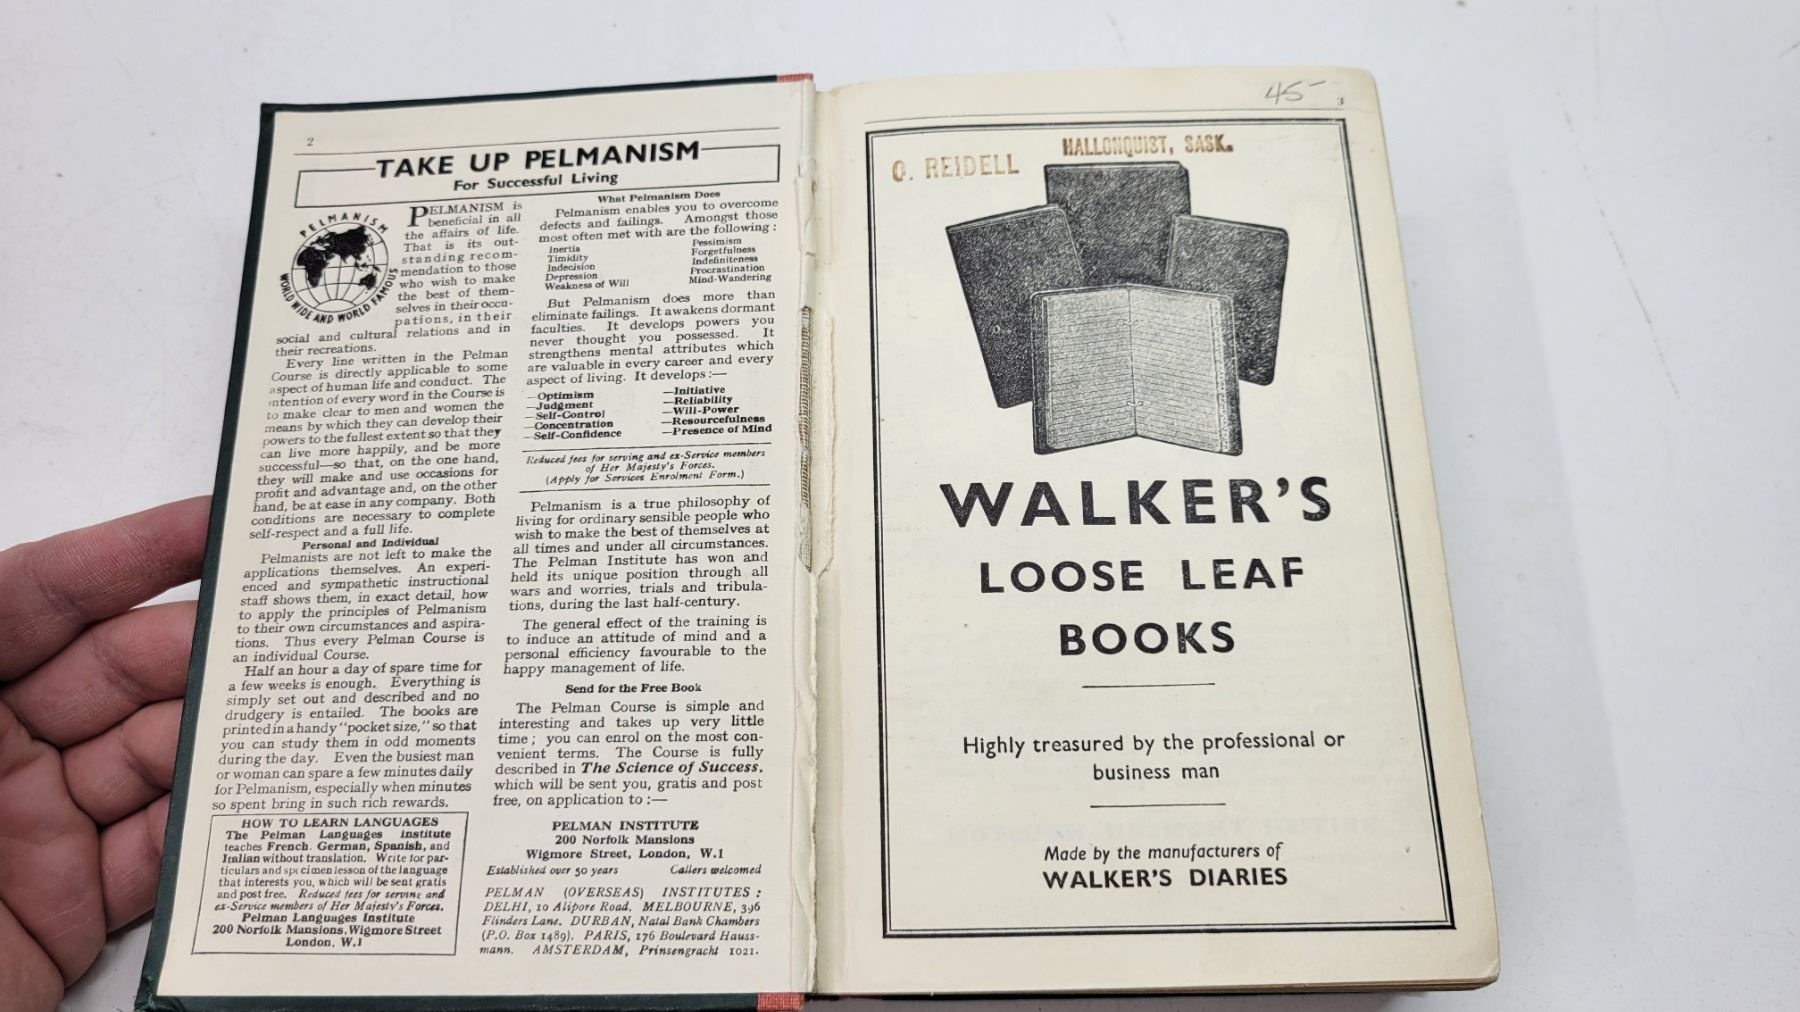 2
TAKE UP PELMANISM
For Successful Living
PELMANISM
WORLD WIDE AND WORLD FAMOUS
PELMANISM is
beneficial in all
the affairs of life.
That is its out-
standing recom-
mendation to those
who wish to make
the best of them-
selves in their occu-
pations, in their
social and cultural relations and in
their recreations.
Every line written in the Pelman
Course is directly applicable to some
aspect of human life and conduct. The
intention of every word in the Course is
to make clear to men and women the
means by which they can develop their
powers to the fullest extent so that they
can live more happily, and be more
successful—so that, on the one hand,
they will make and use occasions for
profit and advantage and, on the other
hand, be at ease in any company. Both
conditions are necessary to complete
self-respect and a full life.
Personal and Individual
Pelmanists are not left to make the
applications themselves. An experi-
enced and sympathetic instructional
staff shows them, in exact detail, how
to apply the principles of Pelmanism
to their own circumstances and aspira-
tions. Thus every Pelman Course is
an individual Course.
Half an hour a day of spare time for
a few weeks is enough. Everything is
simply set out and described and no
drudgery is entailed. The books are
printed in a handy "pocket size," so that
you can study them in odd moments
during the day. Even the busiest man
or woman can spare a few minutes daily
for Pelmanism, especially when minutes
so spent bring in such rich rewards.
HOW TO LEARN LANGUAGES
The Pelman Languages Institute
teaches French, German, Spanish, and
Italian without translation. Write for par-
ticulars and specimen lesson of the language
that interests you, which will be sent gratis
and post free. Reduced fees for serving and
ex-Service members of Her Majesty's Forces.
Pelman Languages Institute
200 Norfolk Mansions, Wigmore Street
London, W.1
What Pelmanism Does
Pelmanism enables you to overcome
defects and failings. Amongst those
most often met with are the following :
Inertia Pessimism
Timidity Forgetfulness
Indecision Indefiniteness
Depression Procrastination
Weakness of Will Mind-Wandering
But Pelmanism does more than
eliminate failings. It awakens dormant
faculties. It develops powers you
never thought you possessed. It
strengthens mental attributes which
are valuable in every career and every
aspect of living. It develops :—
—Optimism —Initiative
—Judgment —Reliability
—Self-Control —Will-Power
—Concentration —Resourcefulness
—Self-Confidence —Presence of Mind
Reduced fees for serving and ex-Service members
of Her Majesty's Forces.
(Apply for Services Enrolment Form.)
Pelmanism is a true philosophy of
living for ordinary sensible people who
wish to make the best of themselves at
all times and under all circumstances.
The Pelman Institute has won and
held its unique position through all
wars and worries, trials and tribula-
tions, during the last half-century.
The general effect of the training is
to induce an attitude of mind and a
personal efficiency favourable to the
happy management of life.
Send for the Free Book
The Pelman Course is simple and
interesting and takes up very little
time ; you can enrol on the most con-
venient terms. The Course is fully
described in The Science of Success,
which will be sent you, gratis and post
free, on application to :—
PELMAN INSTITUTE
200 Norfolk Mansions
Wigmore Street, London, W.1
Established over 50 years Callers welcomed
PELMAN (OVERSEAS) INSTITUTES :
DELHI, 10 Alipore Road. MELBOURNE, 396
Flinders Lane. DURBAN, Natal Bank Chambers
(P.O. Box 1489). PARIS, 176 Boulevard Hauss-
mann. AMSTERDAM, Prinsengracht 1021.
45-
3
HALLONQUIST, SASK.
O. REIDELL
WALKER'S
LOOSE LEAF
BOOKS
Highly treasured by the professional or
business man
Made by the manufacturers of
WALKER'S DIARIES